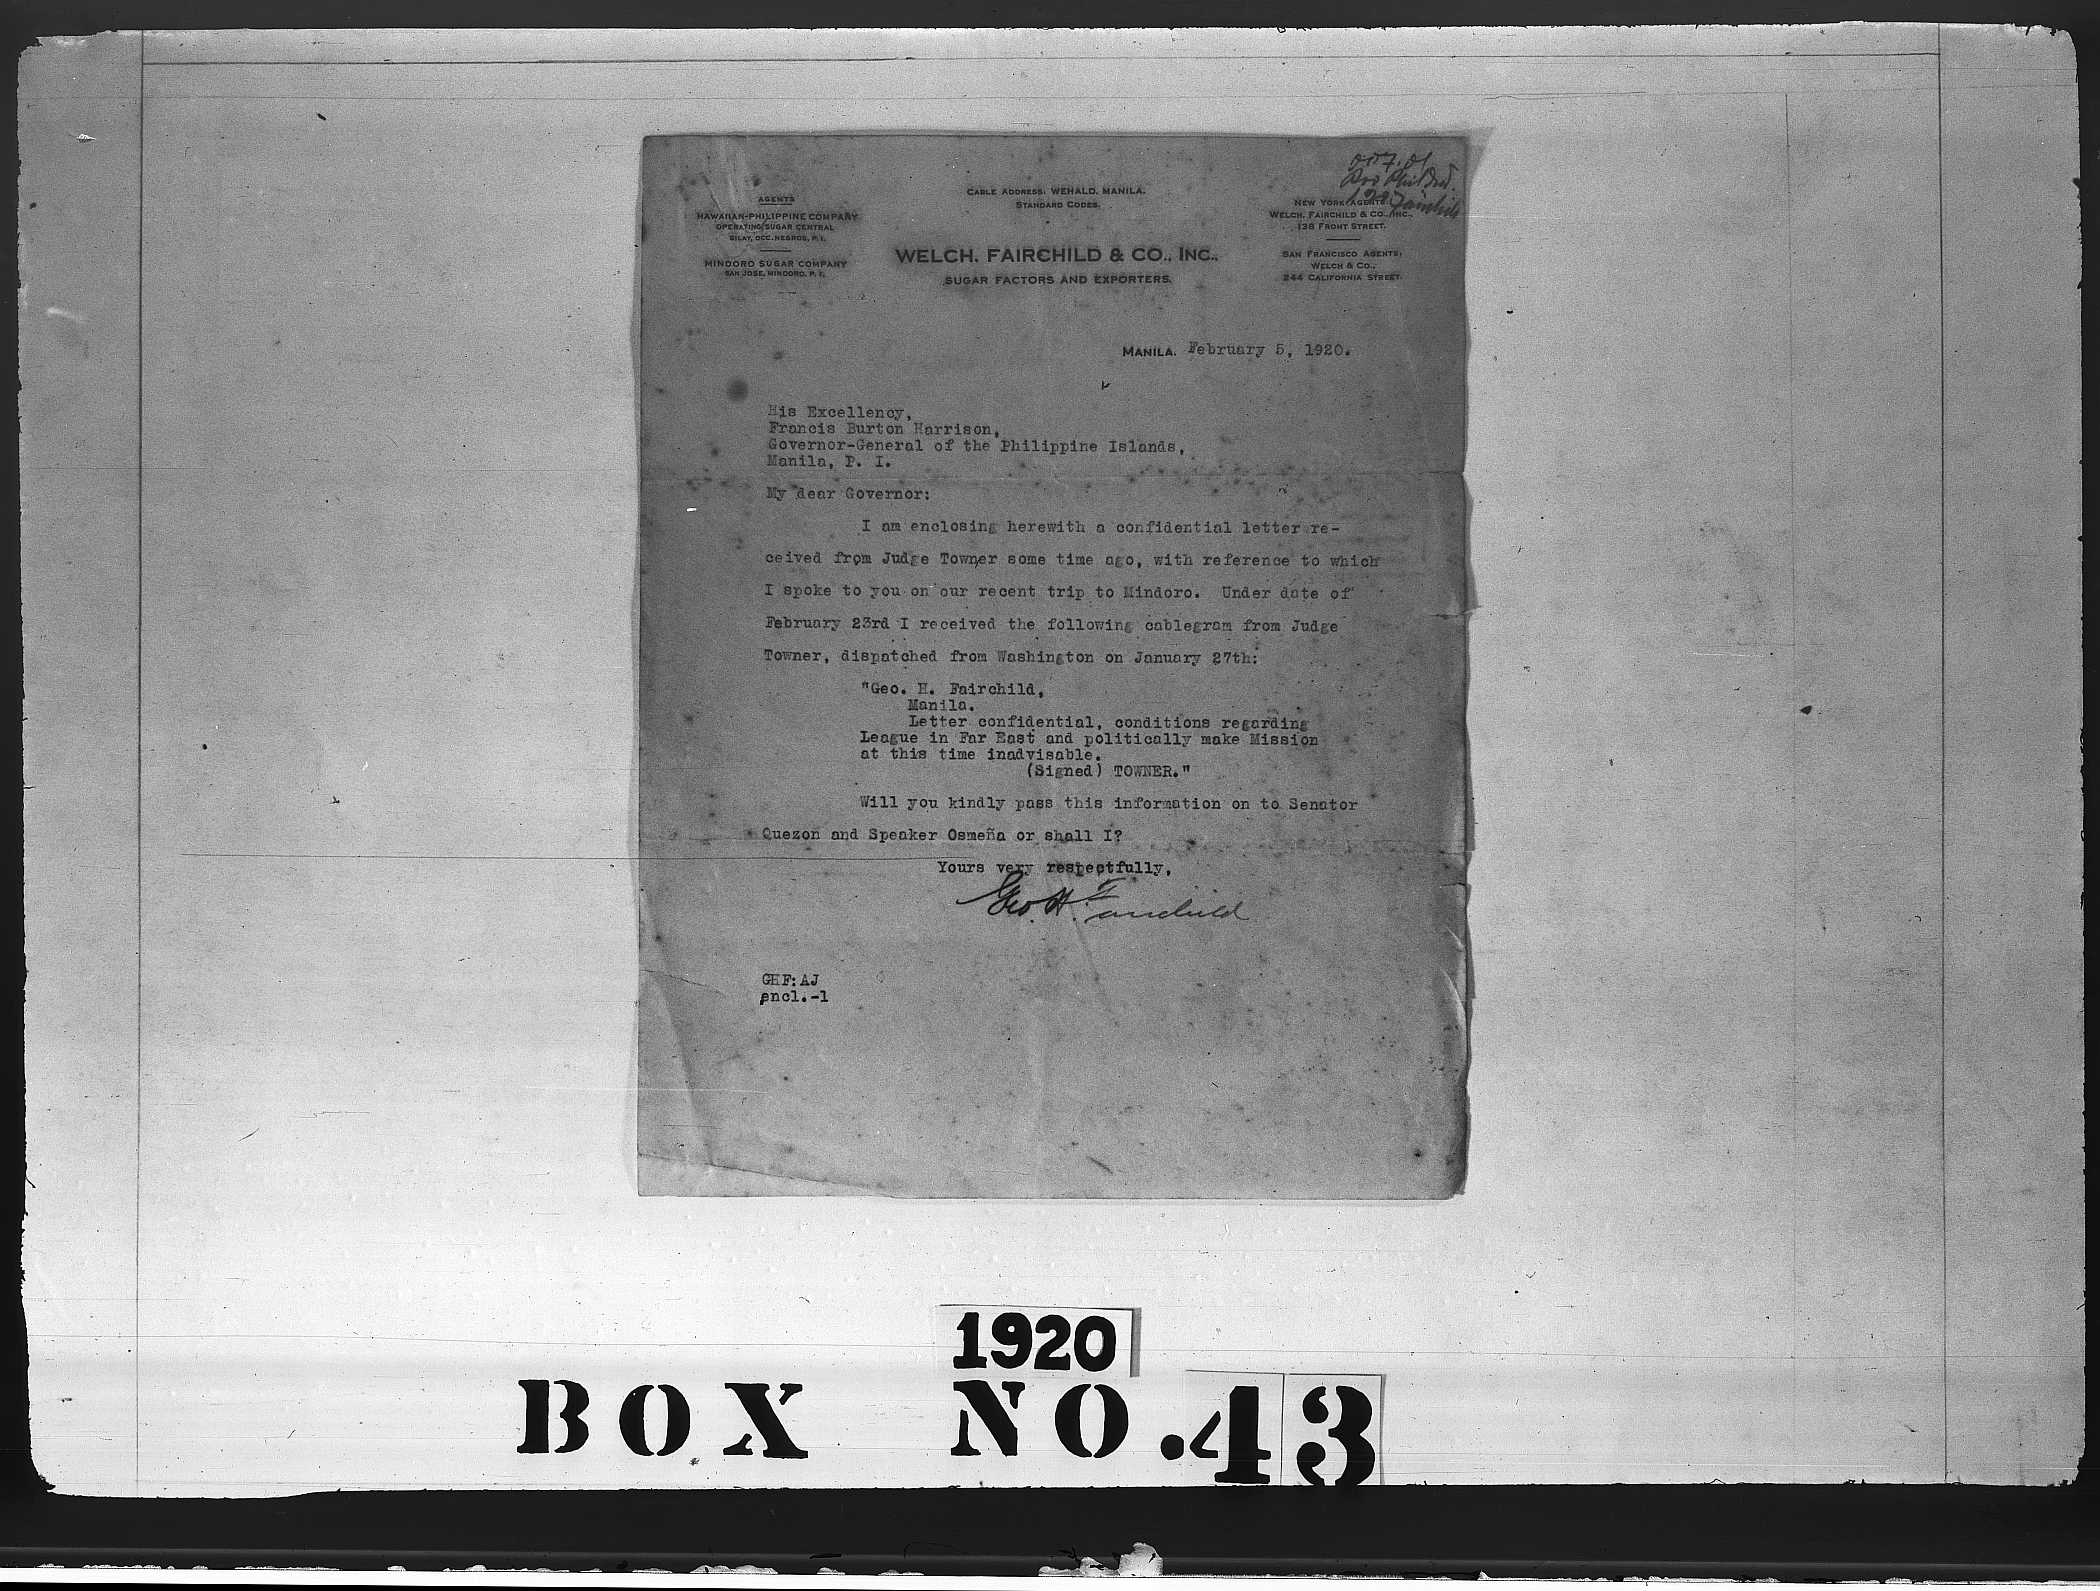 057.01
AGENTS
HAWAIIAN-PHILIPPINE COMPANY
OPERATING SUGAR CENTRAL
SILAY, OCC. NEGROS, P. I.
MINDORO SUGAR COMPANY
SAN JOSE, MINDORO, P. I.
CABLE ADDRESS: WEHALD, MANILA.
STANDARD CODES.
WELCH, FAIRCHILD & CO., INC.,
SUGAR FACTORS AND EXPORTERS.
Fairchild
NEW YORK AGENTS:
WELCH, FAIRCHILD & CO., INC.,
138 FRONT STREET.
SAN FRANCISCO AGENTS:
WELCH & CO.,
244 CALIFORNIA STREET.
MANILA. February 5, 1920.
His Excellency,
Francis Burton Harrison,
Governor-General of the Philippine Islands,
Manila, P. I.
My dear Governor:
I am enclosing herewith a confidential letter re-
ceived from Judge Towner some time ago, with reference to which
I spoke to you on our recent trip to Mindoro. Under date of
February 23rd I received the following cablegram from Judge
Towner, dispatched from Washington on January 27th:
"Geo. H. Fairchild,
Manila.
Letter confidential, conditions regarding
League in Far East and politically make Mission
at this time inadvisable.
(Signed) TOWNER."
Will you kindly pass this information on to Senator
Quezon and Speaker Osmeña or shall I?
Yours very respectfully,
Geo. H. Fairchild
GHF:AJ
encl.-1
1920
BOX NO.43